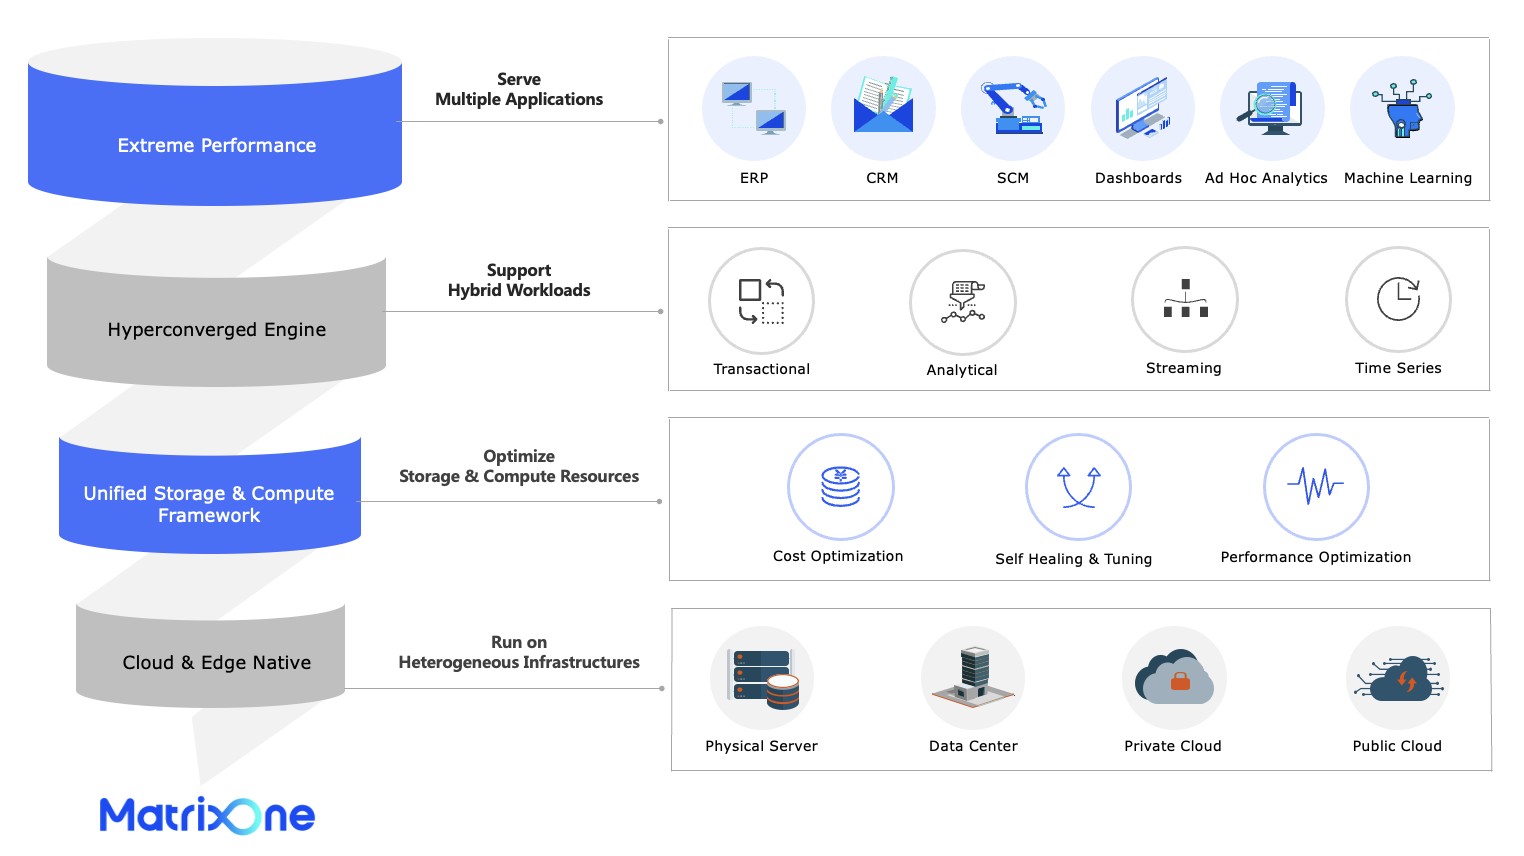 Serve
Multiple Applications
Extreme Performance
ERP
CRM
SCM
Dashboards
Ad Hoc Analytics
Machine Learning
Support
Hybrid Workloads
Hyperconverged Engine
Transactional
Analytical
Streaming
Time Series
Optimize
Storage & Compute Resources
Unified Storage & Compute
Framework
¥
Cost Optimization
Self Healing & Tuning
Performance Optimization
Run on
Heterogeneous Infrastructures
Cloud & Edge Native
Physical Server
Data Center
Private Cloud
Public Cloud
MatrixOne